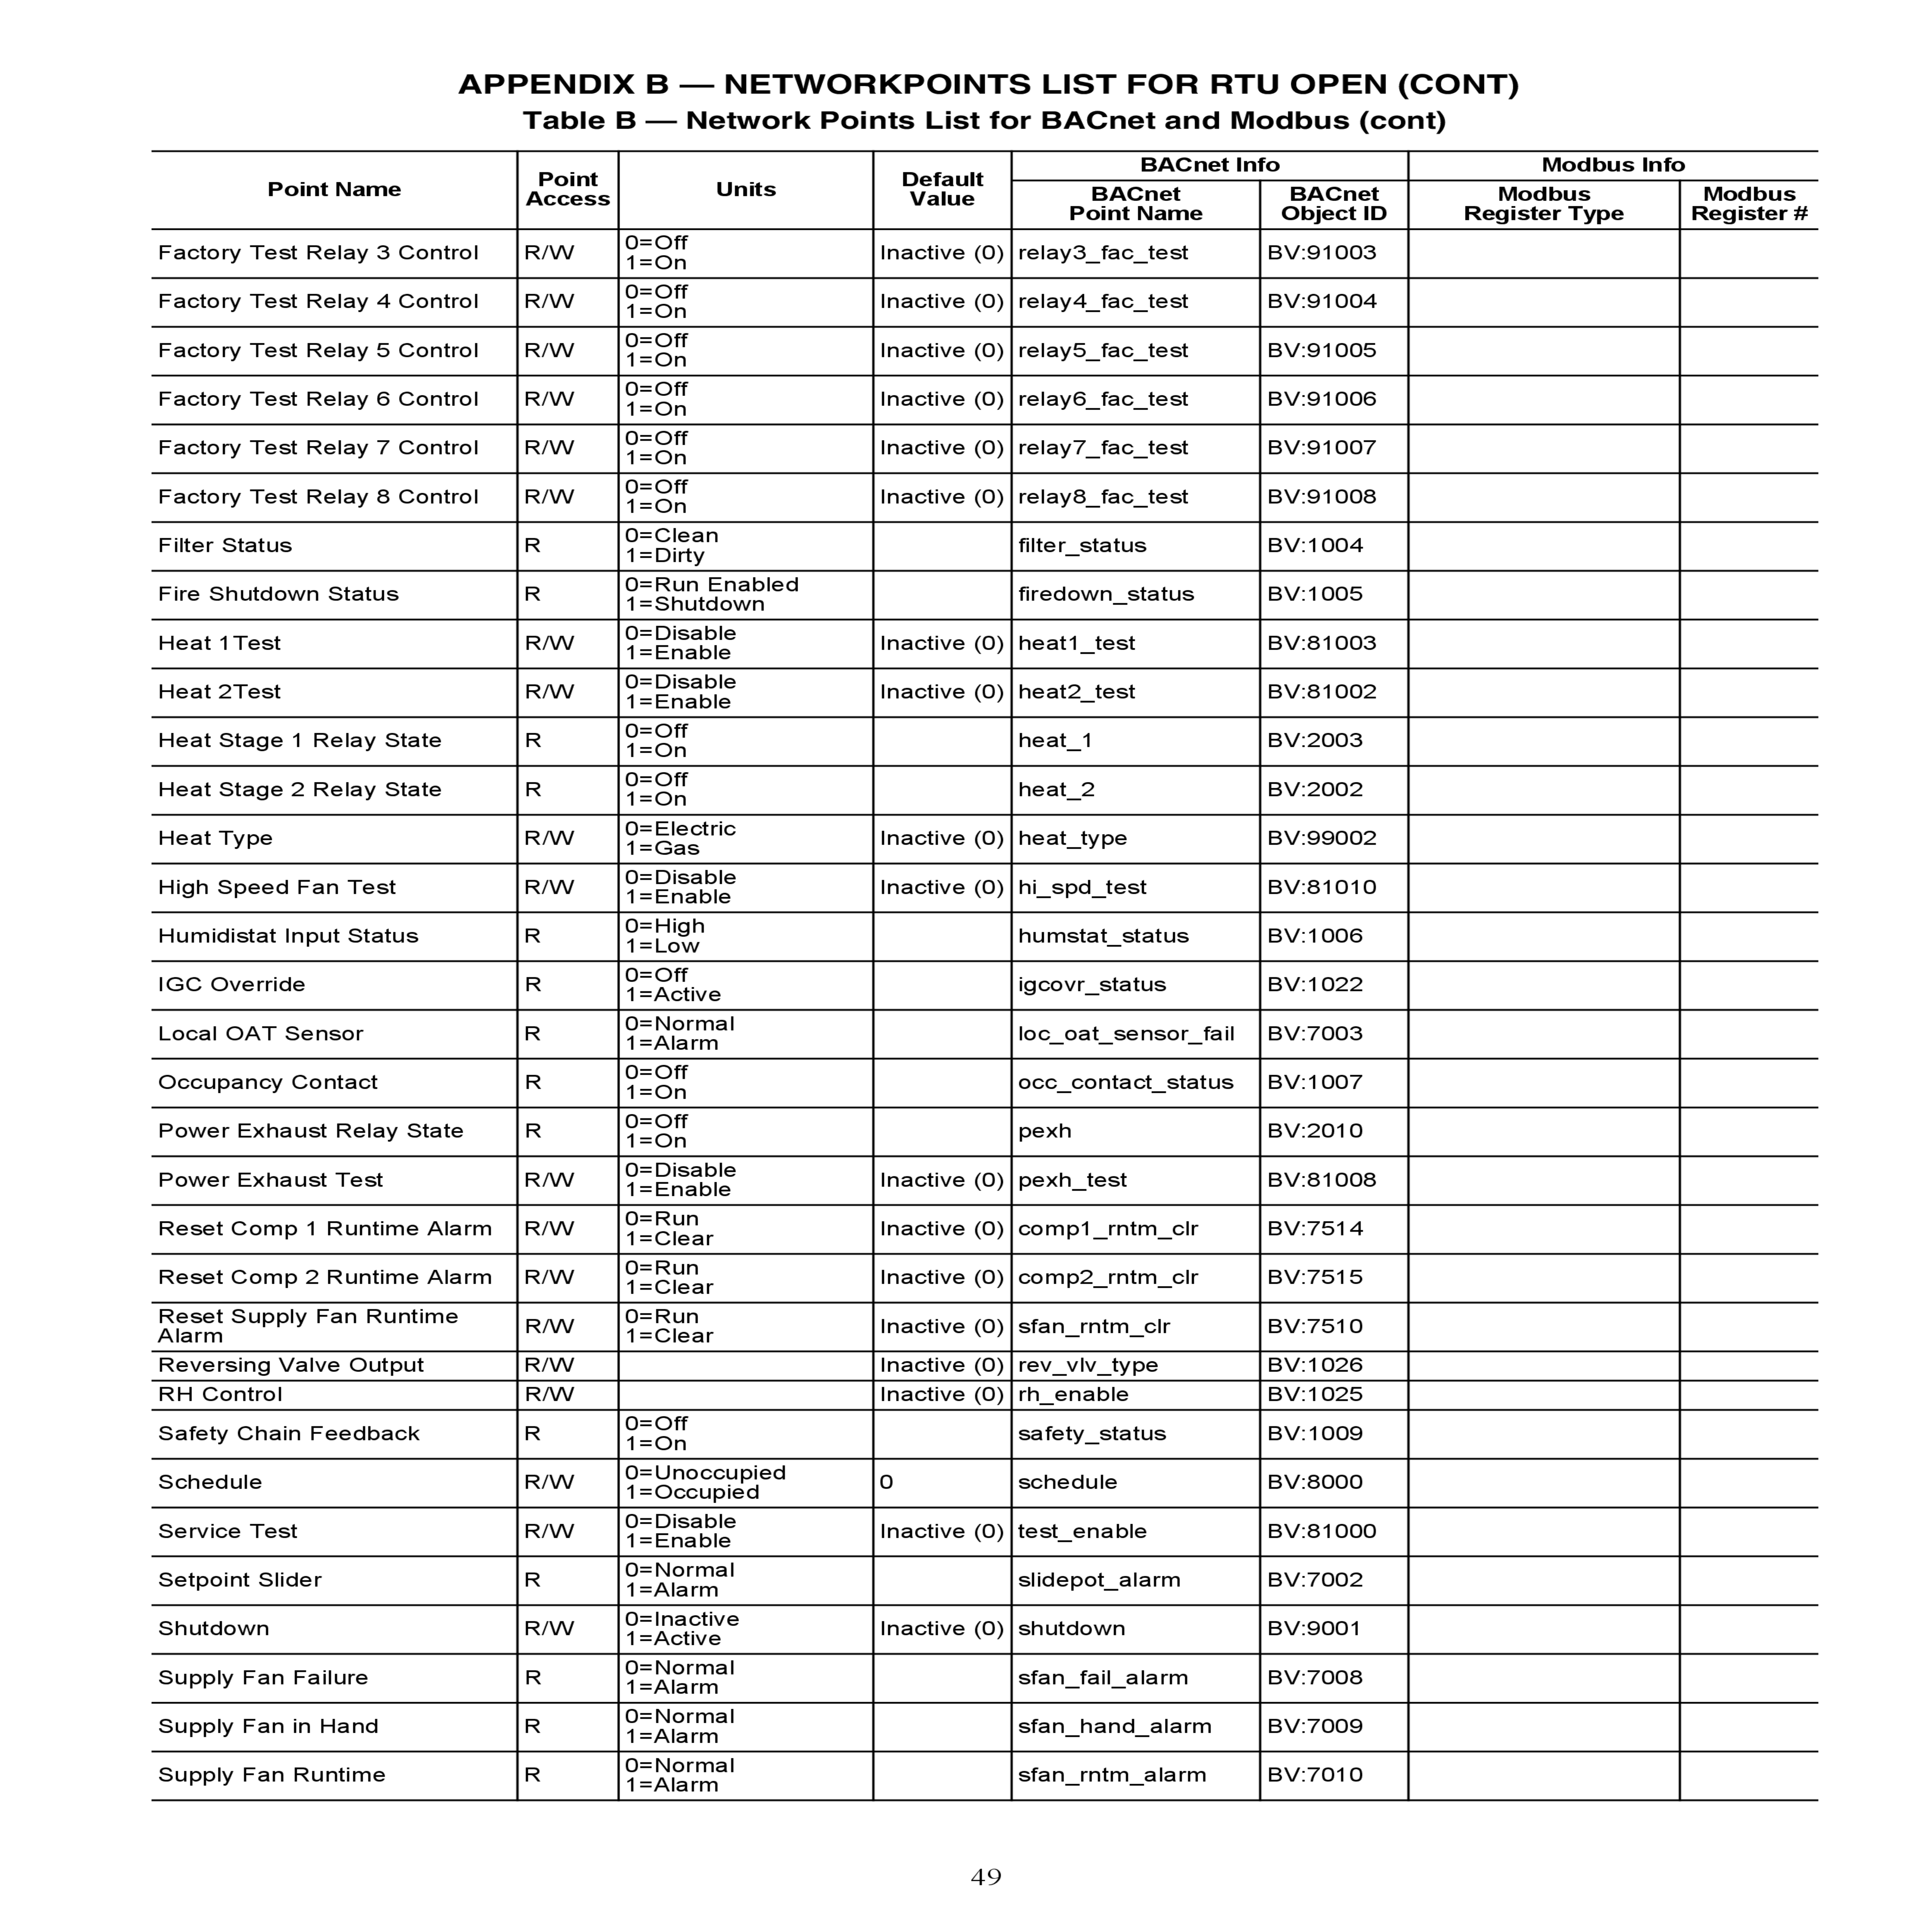 APPENDIX B — NETWORKPOINTS LIST FOR RTU OPEN (CONT)
Table B — Network Points List for BACnet and Modbus (cont)
Point Name | Point Access | Units | Default Value | BACnet Info | Modbus Info
BACnet Point Name | BACnet Object ID | Modbus Register Type | Modbus Register #
Factory Test Relay 3 Control | R/W | 0=Off 1=On | Inactive (0) | relay3_fac_test | BV:91003
Factory Test Relay 4 Control | R/W | 0=Off 1=On | Inactive (0) | relay4_fac_test | BV:91004
Factory Test Relay 5 Control | R/W | 0=Off 1=On | Inactive (0) | relay5_fac_test | BV:91005
Factory Test Relay 6 Control | R/W | 0=Off 1=On | Inactive (0) | relay6_fac_test | BV:91006
Factory Test Relay 7 Control | R/W | 0=Off 1=On | Inactive (0) | relay7_fac_test | BV:91007
Factory Test Relay 8 Control | R/W | 0=Off 1=On | Inactive (0) | relay8_fac_test | BV:91008
Filter Status | R | 0=Clean 1=Dirty | filter_status | BV:1004
Fire Shutdown Status | R | 0=Run Enabled 1=Shutdown | firedown_status | BV:1005
Heat 1Test | R/W | 0=Disable 1=Enable | Inactive (0) | heat1_test | BV:81003
Heat 2Test | R/W | 0=Disable 1=Enable | Inactive (0) | heat2_test | BV:81002
Heat Stage 1 Relay State | R | 0=Off 1=On | heat_1 | BV:2003
Heat Stage 2 Relay State | R | 0=Off 1=On | heat_2 | BV:2002
Heat Type | R/W | 0=Electric 1=Gas | Inactive (0) | heat_type | BV:99002
High Speed Fan Test | R/W | 0=Disable 1=Enable | Inactive (0) | hi_spd_test | BV:81010
Humidistat Input Status | R | 0=High 1=Low | humstat_status | BV:1006
IGC Override | R | 0=Off 1=Active | igcovr_status | BV:1022
Local OAT Sensor | R | 0=Normal 1=Alarm | loc_oat_sensor_fail | BV:7003
Occupancy Contact | R | 0=Off 1=On | occ_contact_status | BV:1007
Power Exhaust Relay State | R | 0=Off 1=On | pexh | BV:2010
Power Exhaust Test | R/W | 0=Disable 1=Enable | Inactive (0) | pexh_test | BV:81008
Reset Comp 1 Runtime Alarm | R/W | 0=Run 1=Clear | Inactive (0) | comp1_rntm_clr | BV:7514
Reset Comp 2 Runtime Alarm | R/W | 0=Run 1=Clear | Inactive (0) | comp2_rntm_clr | BV:7515
Reset Supply Fan Runtime Alarm | R/W | 0=Run 1=Clear | Inactive (0) | sfan_rntm_clr | BV:7510
Reversing Valve Output | R/W | Inactive (0) | rev_vlv_type | BV:1026
RH Control | R/W | Inactive (0) | rh_enable | BV:1025
Safety Chain Feedback | R | 0=Off 1=On | safety_status | BV:1009
Schedule | R/W | 0=Unoccupied 1=Occupied | 0 | schedule | BV:8000
Service Test | R/W | 0=Disable 1=Enable | Inactive (0) | test_enable | BV:81000
Setpoint Slider | R | 0=Normal 1=Alarm | slidepot_alarm | BV:7002
Shutdown | R/W | 0=Inactive 1=Active | Inactive (0) | shutdown | BV:9001
Supply Fan Failure | R | 0=Normal 1=Alarm | sfan_fail_alarm | BV:7008
Supply Fan in Hand | R | 0=Normal 1=Alarm | sfan_hand_alarm | BV:7009
Supply Fan Runtime | R | 0=Normal 1=Alarm | sfan_rntm_alarm | BV:7010
49